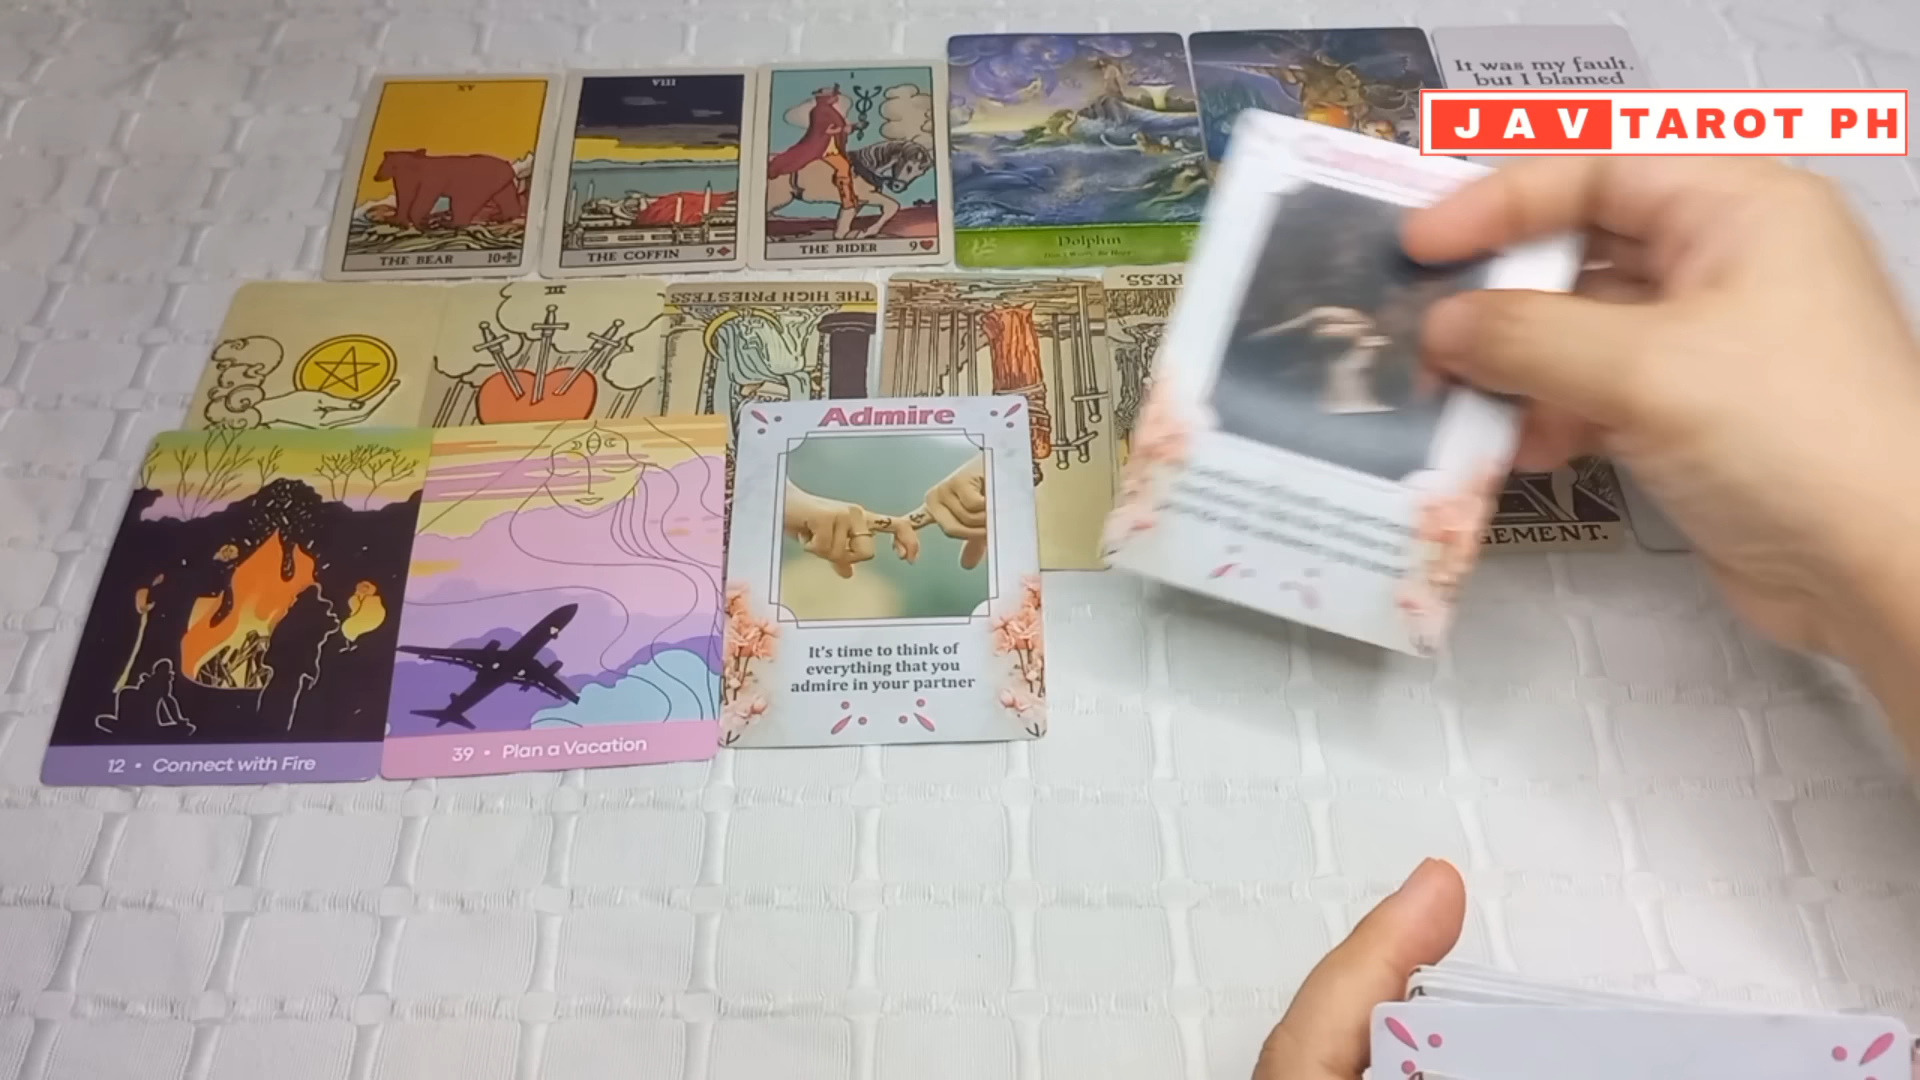 XV
VIII
I
It was my fault,
but I blamed
JAV TAROT PH
THE BEAR 10
THE COFFIN 9
THE RIDER 9
Dolphin
THE HIGH PRIESTESS
III
RESS.
Admire
GEMENT.
It's time to think of
everything that you
admire in your partner
12 • Connect with Fire
39 • Plan a Vacation